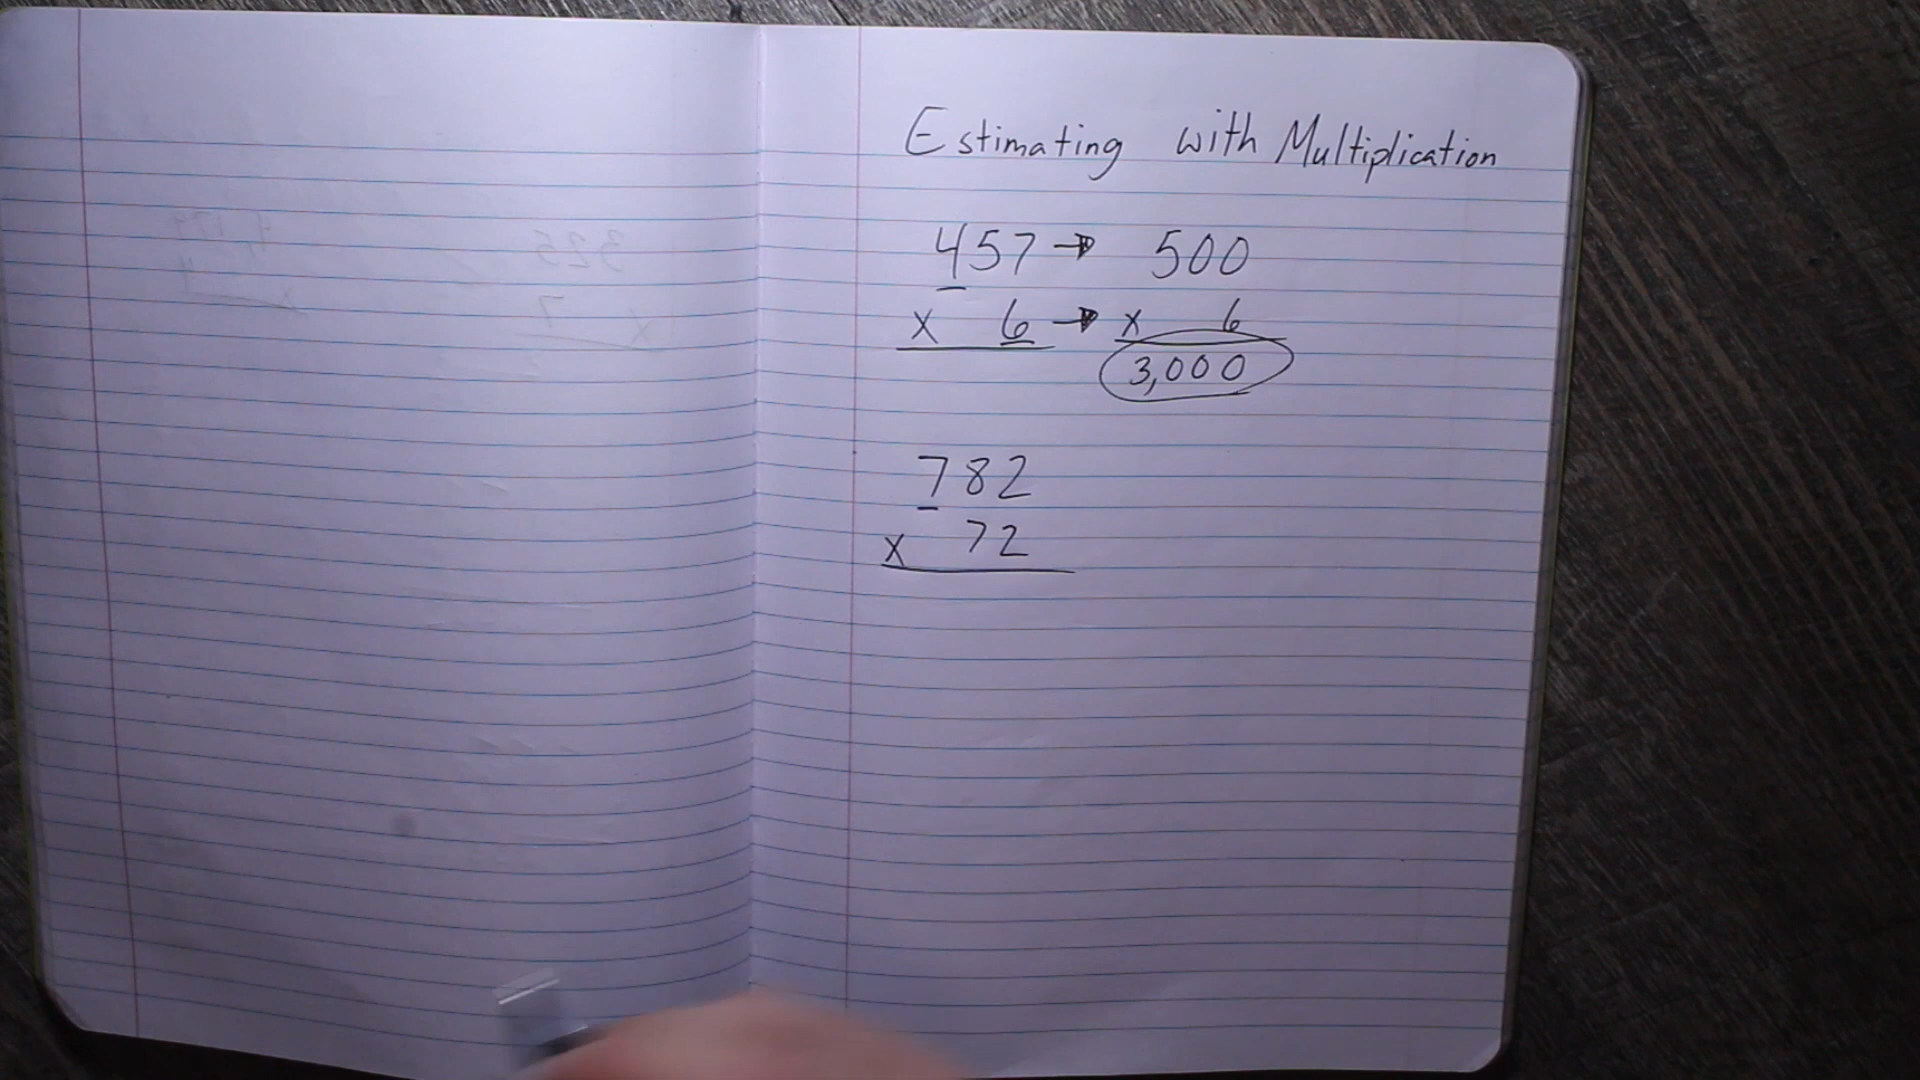 Estimating with Multiplication
457 → 500
x 6 → x 6
3,000
782
x 72